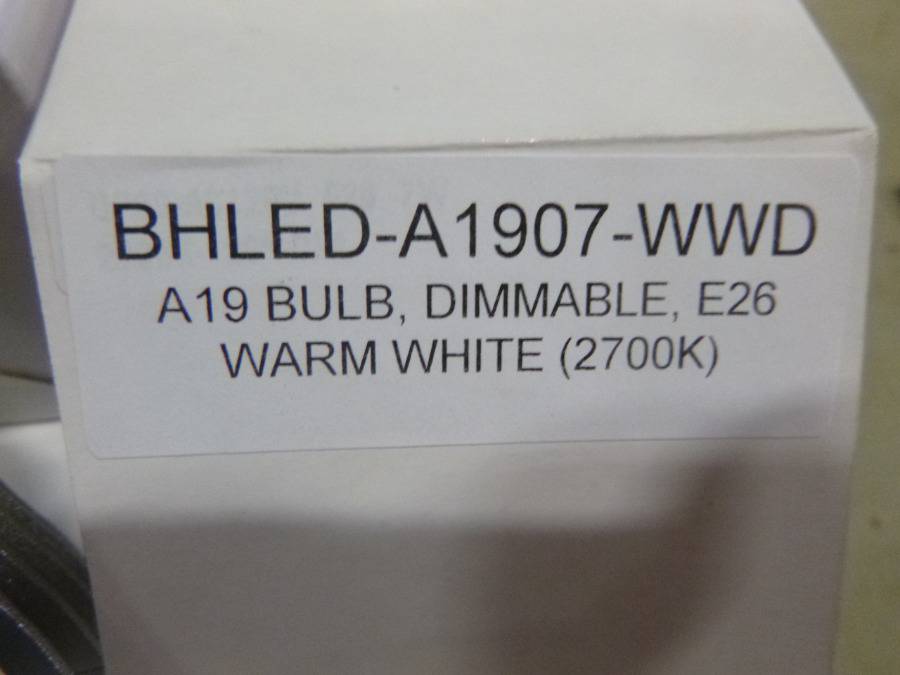 BHLED-A1907-WWD
A19 BULB, DIMMABLE, E26
WARM WHITE (2700K)